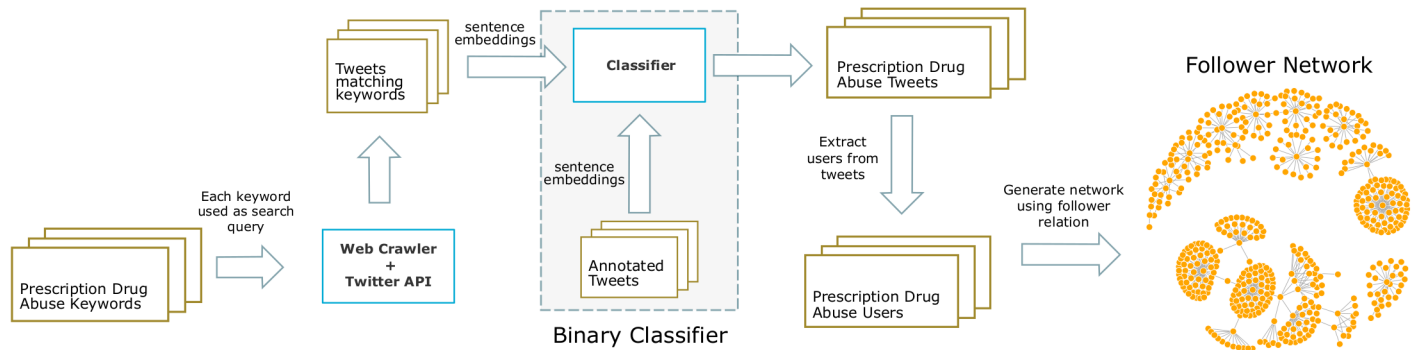 Prescription Drug
Abuse Keywords
Each keyword
used as search
query
Web Crawler
+
Twitter API
Tweets
matching
keywords
sentence
embeddings
Classifier
sentence
embeddings
Annotated
Tweets
Binary Classifier
Prescription Drug
Abuse Tweets
Extract
users from
tweets
Prescription Drug
Abuse Users
Generate network
using follower
relation
Follower Network